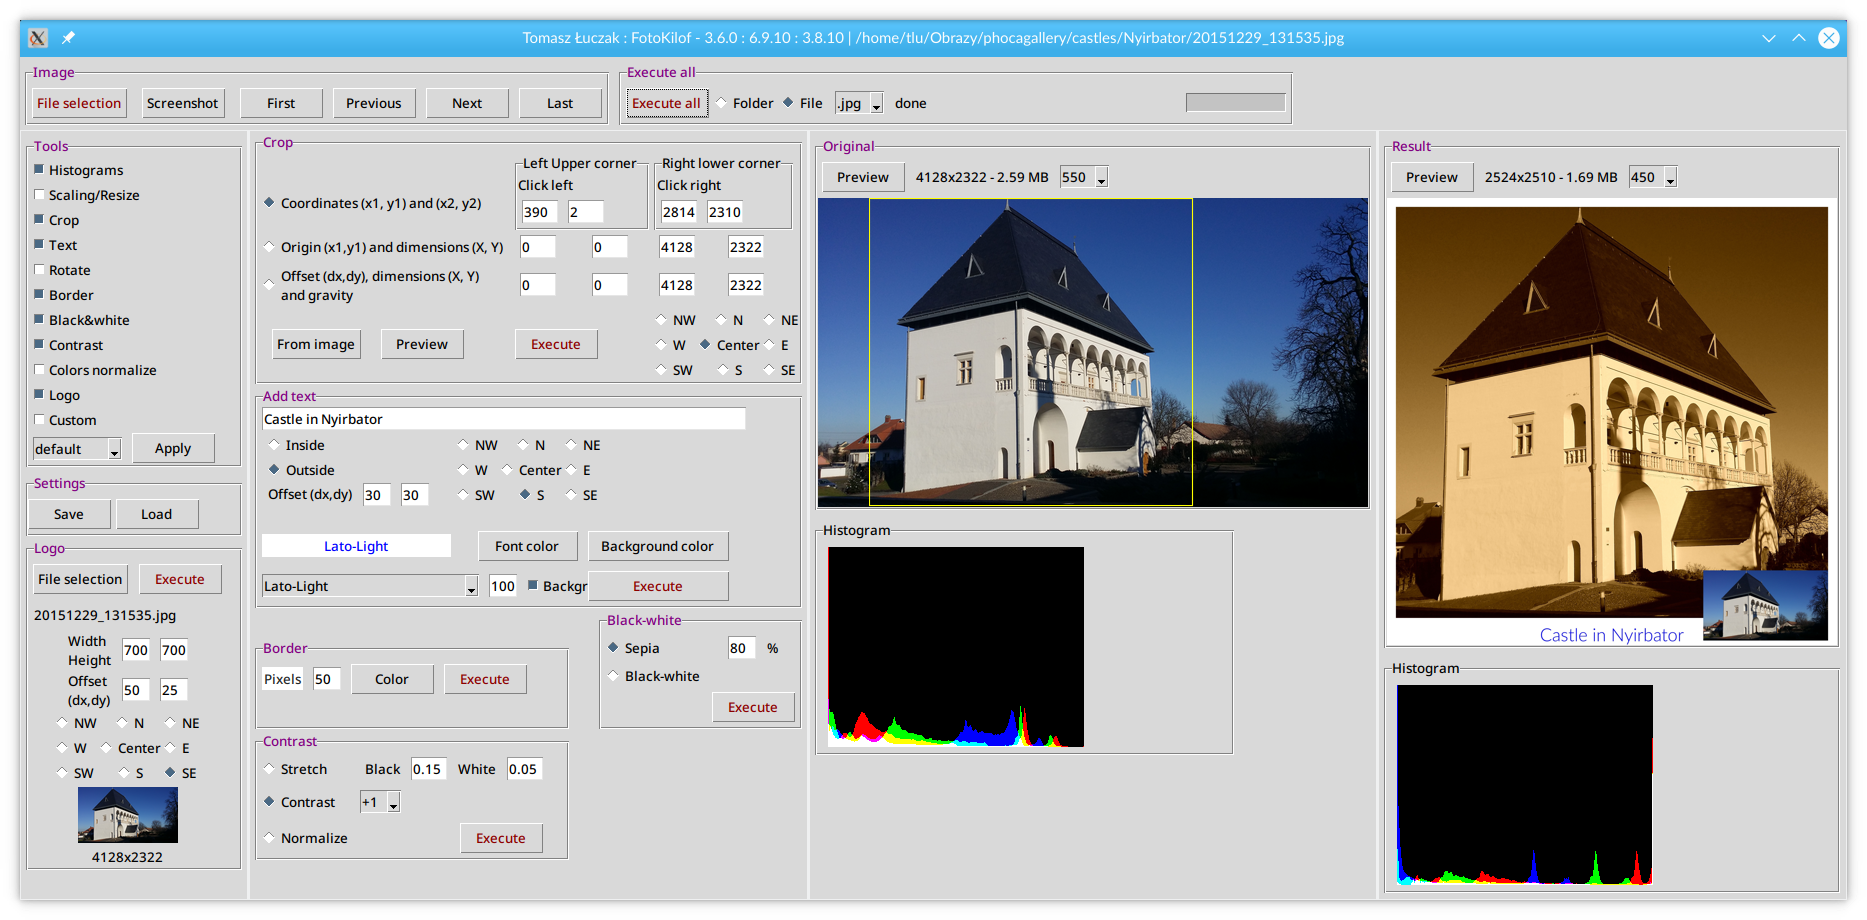 Tomasz Łuczak : FotoKilof - 3.6.0 : 6.9.10 : 3.8.10 | /home/tlu/Obrazy/phocagallery/castles/Nyirbator/20151229_131535.jpg
Image
File selection Screenshot First Previous Next Last
Execute all
Execute all Folder File .jpg done
Tools
Histograms
Scaling/Resize
Crop
Text
Rotate
Border
Black&white
Contrast
Colors normalize
Logo
Custom
default Apply
Settings
Save Load
Logo
File selection Execute
20151229_131535.jpg
Width
Height
700 700
Offset
(dx,dy)
50 25
NW N NE
W Center E
SW S SE
4128x2322
Crop
Left Upper corner Right lower corner
Click left Click right
Coordinates (x1, y1) and (x2, y2) 390 2 2814 2310
Origin (x1,y1) and dimensions (X, Y) 0 0 4128 2322
Offset (dx,dy), dimensions (X, Y)
and gravity
0 0 4128 2322
NW N NE
W Center E
SW S SE
From image Preview Execute
Add text
Castle in Nyirbator
Inside NW N NE
Outside W Center E
Offset (dx,dy) 30 30 SW S SE
Lato-Light Font color Background color
Lato-Light 100 Backgr Execute
Border
Pixels 50 Color Execute
Black-white
Sepia 80 %
Black-white
Execute
Contrast
Stretch Black 0.15 White 0.05
Contrast +1
Normalize Execute
Original
Preview 4128x2322 - 2.59 MB 550
Histogram
Result
Preview 2524x2510 - 1.69 MB 450
Castle in Nyirbator
Histogram